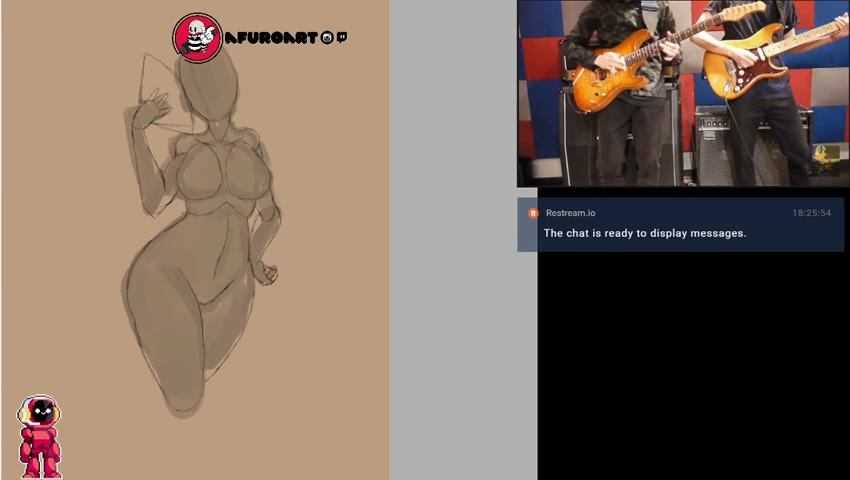 AFUROART
Restream.io 18:25:54
The chat is ready to display messages.